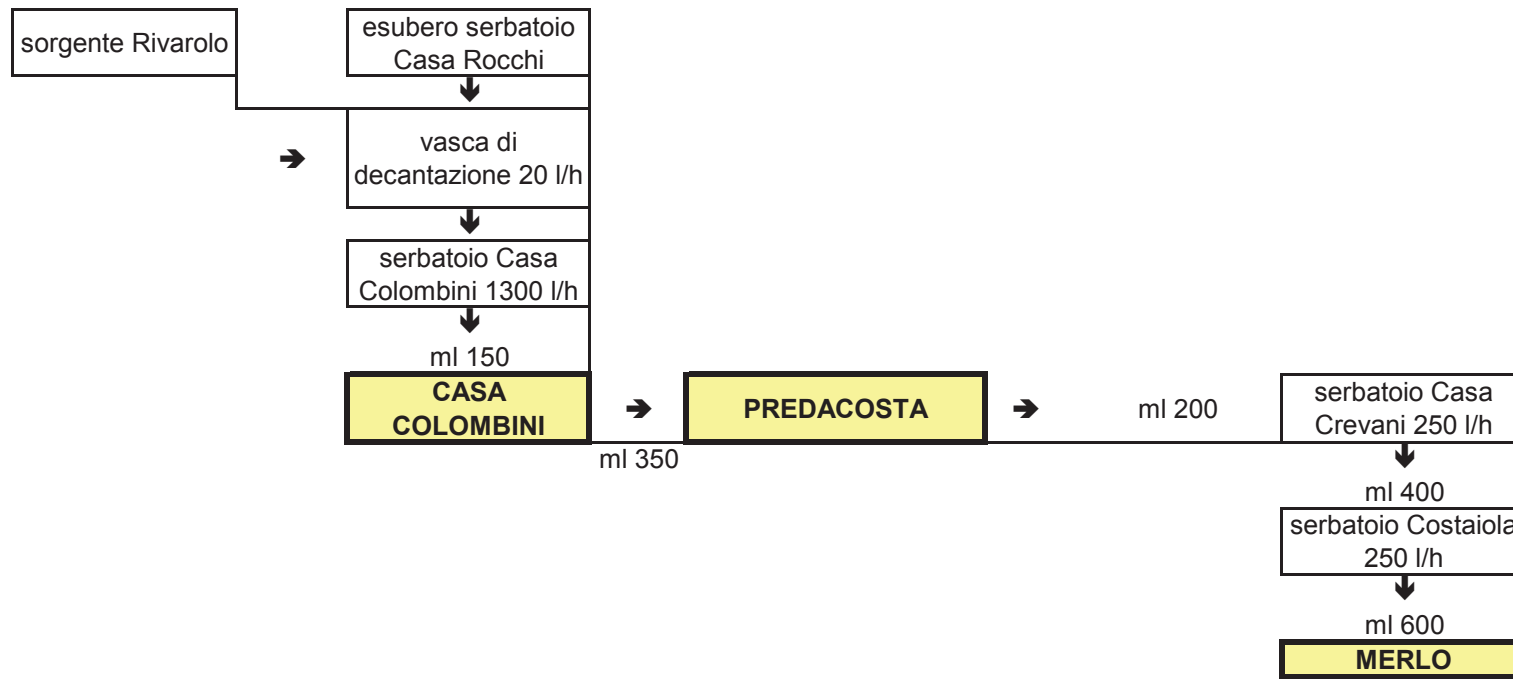 sorgente Rivarolo
esubero serbatoio
Casa Rocchi
vasca di
decantazione 20 l/h
serbatoio Casa
Colombini 1300 l/h
ml 150
CASA
COLOMBINI
ml 350
PREDACOSTA
ml 200
serbatoio Casa
Crevani 250 l/h
ml 400
serbatoio Costaiola
250 l/h
ml 600
MERLO